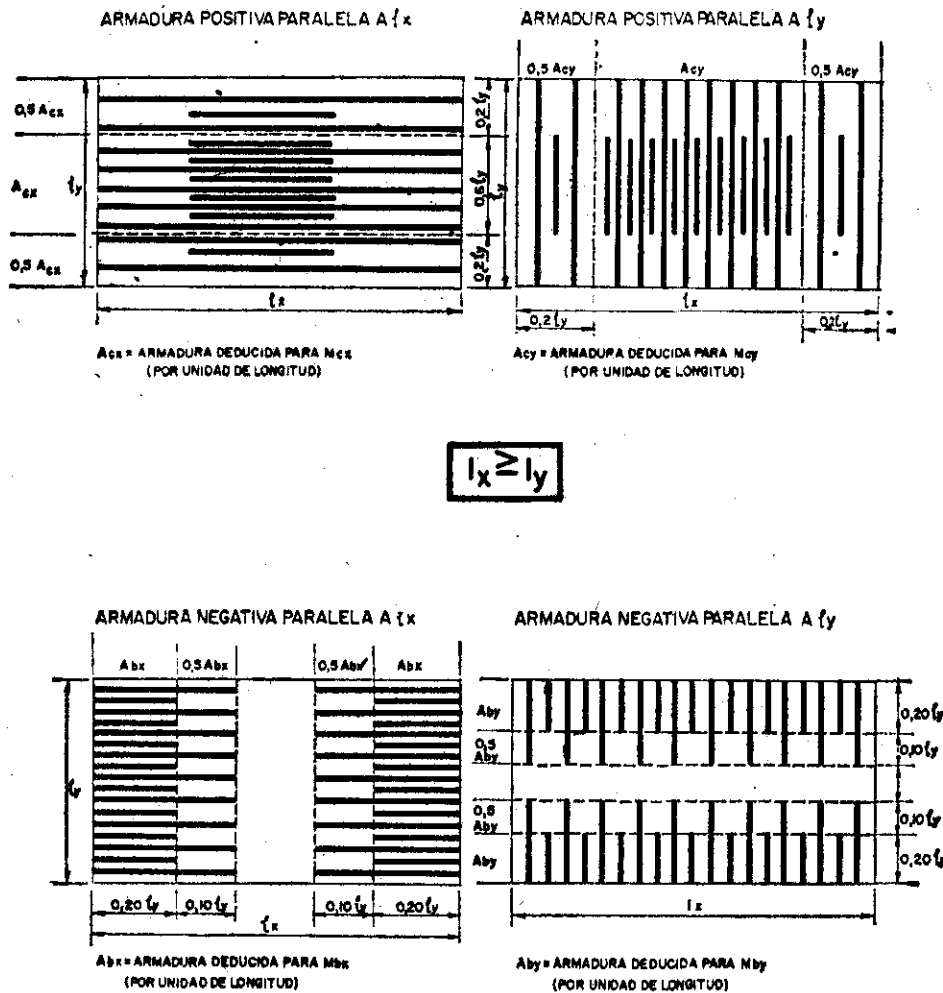 ARMADURA POSITIVA PARALELA A ℓx
0,5 Acx
Acx
0,5 Acx
ℓy
0,2 ℓy
0,6 ℓy
0,2 ℓy
ℓy
ℓx
Acx = ARMADURA DEDUCIDA PARA Mcx
(POR UNIDAD DE LONGITUD)
ARMADURA POSITIVA PARALELA A ℓy
0,5 Acy
Acy
0,5 Acy
ℓx
0,2 ℓy
0,2 ℓy
Acy = ARMADURA DEDUCIDA PARA Mcy
(POR UNIDAD DE LONGITUD)
lx ≥ ly
ARMADURA NEGATIVA PARALELA A ℓx
Abx
0,5 Abx
0,5 Abx
Abx
ℓy
0,20 ℓy
0,10 ℓy
0,10 ℓy
0,20 ℓy
ℓx
Abx = ARMADURA DEDUCIDA PARA Mbx
(POR UNIDAD DE LONGITUD)
ARMADURA NEGATIVA PARALELA A ℓy
Aby
0,5
Aby
0,5
Aby
Aby
0,20 ℓy
0,10 ℓy
0,10 ℓy
0,20 ℓy
lx
Aby = ARMADURA DEDUCIDA PARA Mby
(POR UNIDAD DE LONGITUD)